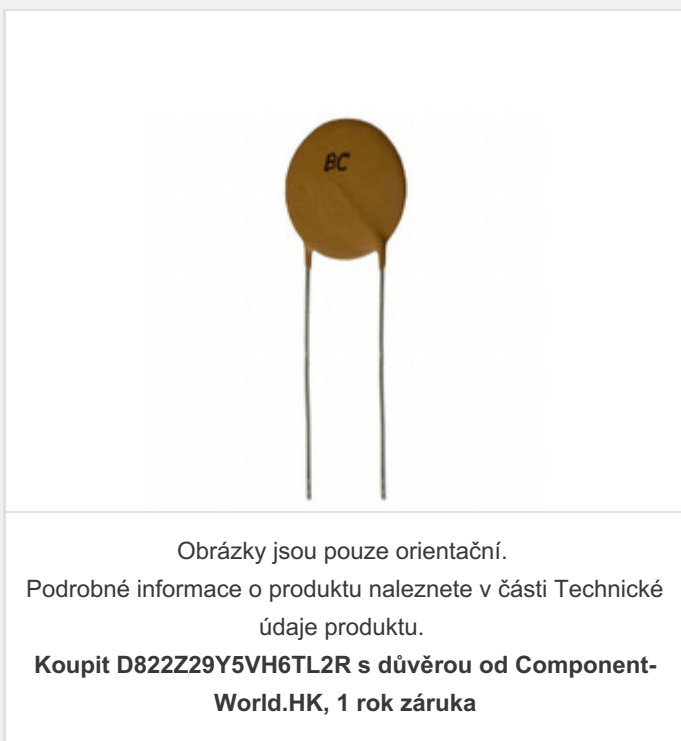 BC
Obrázky jsou pouze orientační.
Podrobné informace o produktu naleznete v části Technické
údaje produktu.
Koupit D822Z29Y5VH6TL2R s důvěrou od Component-
World.HK, 1 rok záruka